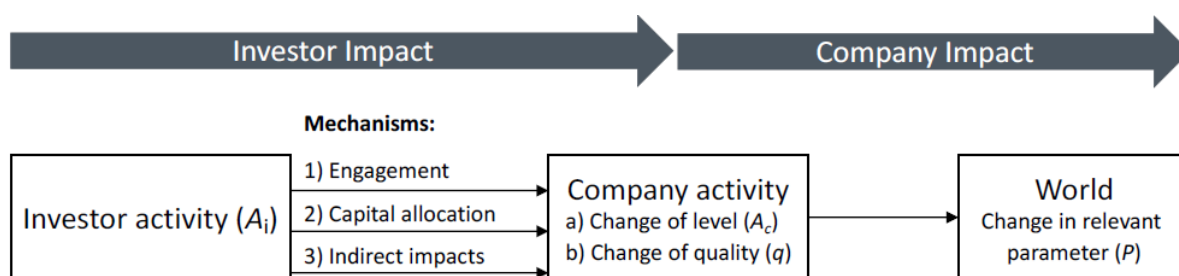 Investor Impact
Company Impact
Mechanisms:
1) Engagement
2) Capital allocation
3) Indirect impacts
Investor activity (Ai)
Company activity
a) Change of level (Ac)
b) Change of quality (q)
World
Change in relevant
parameter (P)